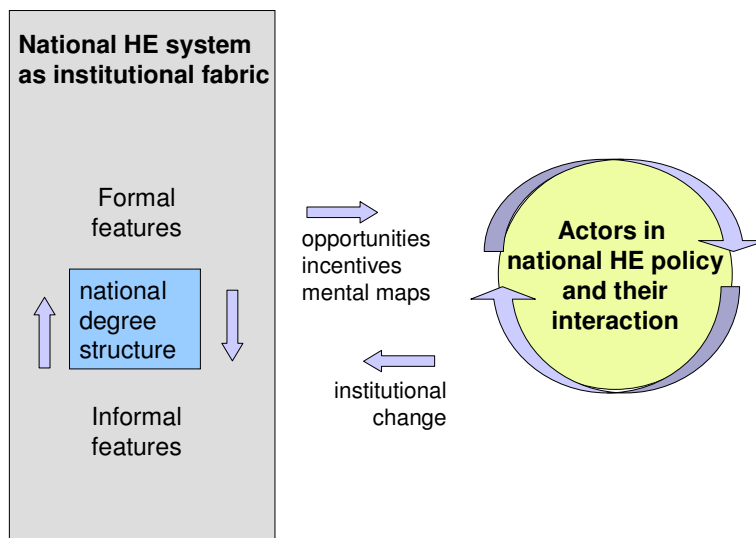 National HE system
as institutional fabric
Formal
features
national
degree
structure
Informal
features
opportunities
incentives
mental maps
institutional
change
Actors in
national HE policy
and their
interaction